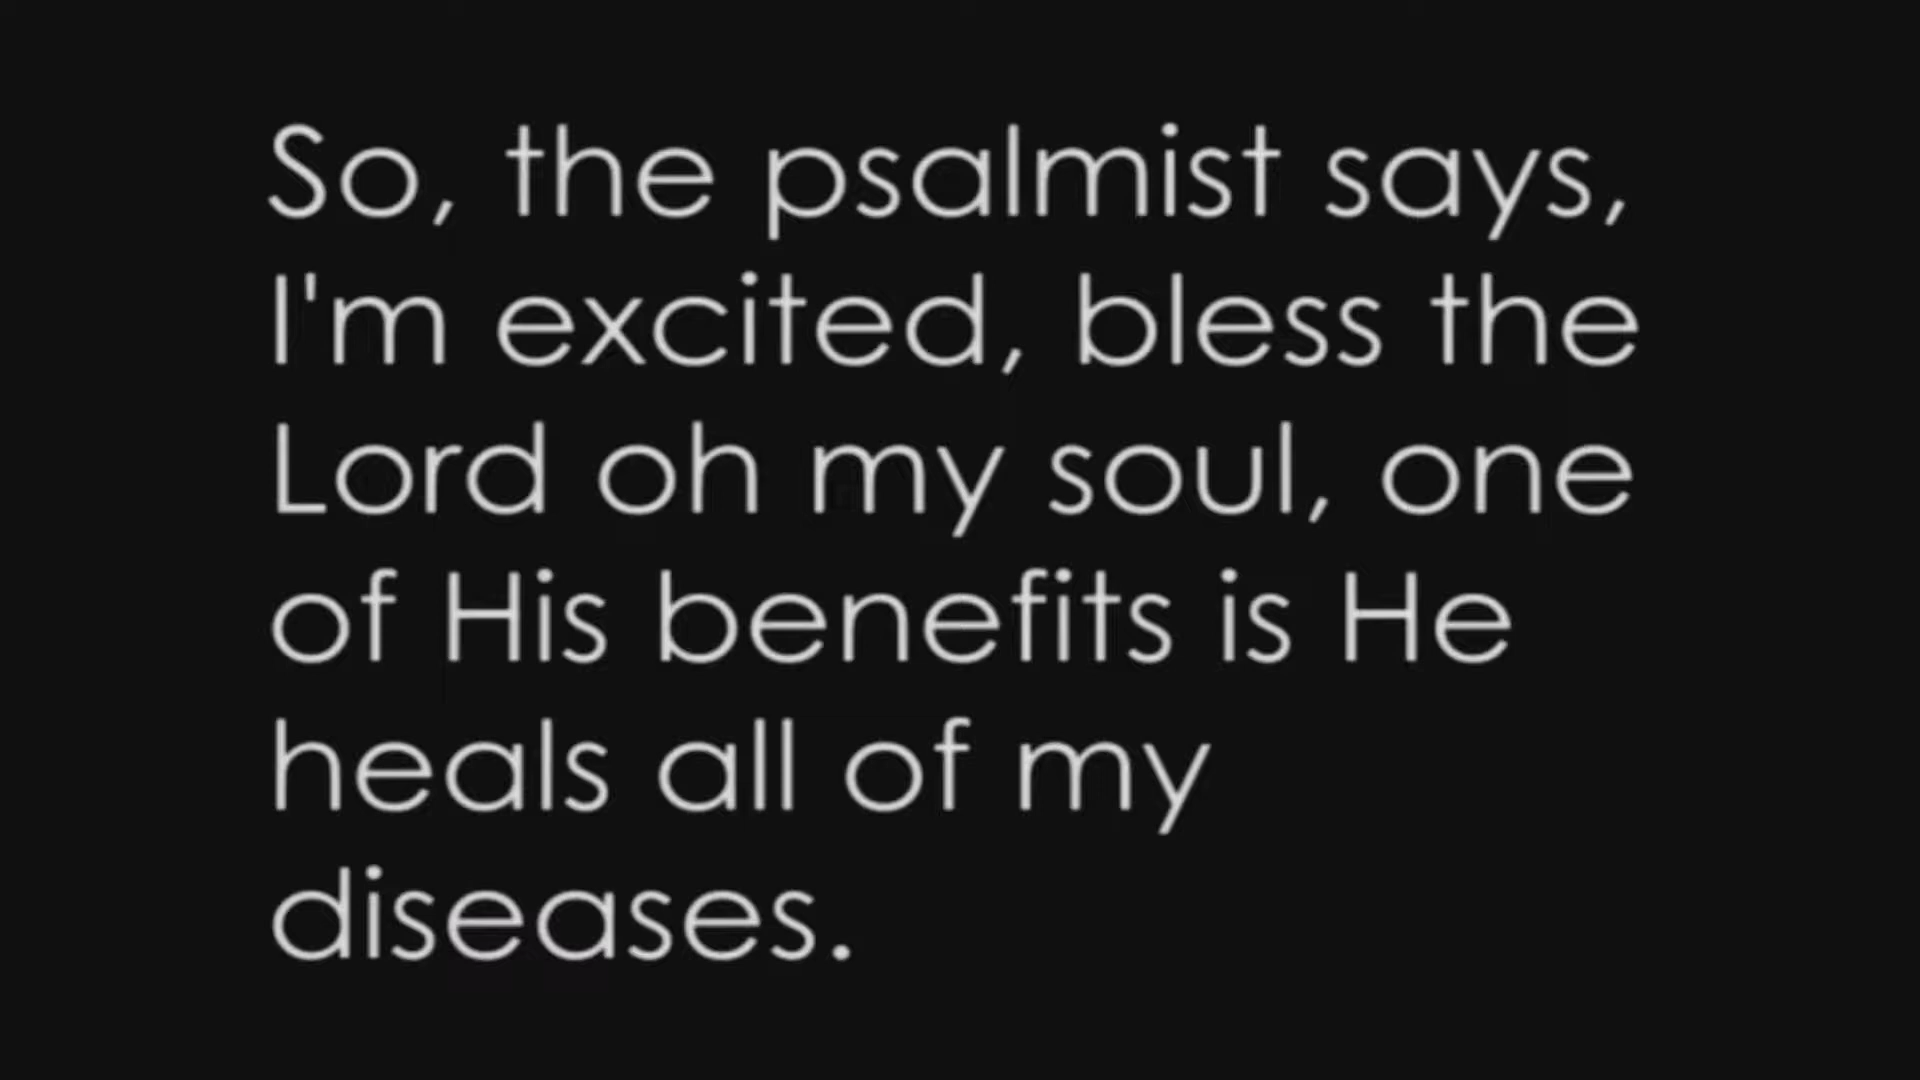 So, the psalmist says,
I'm excited, bless the
Lord oh my soul, one
of His benefits is He
heals all of my
diseases.